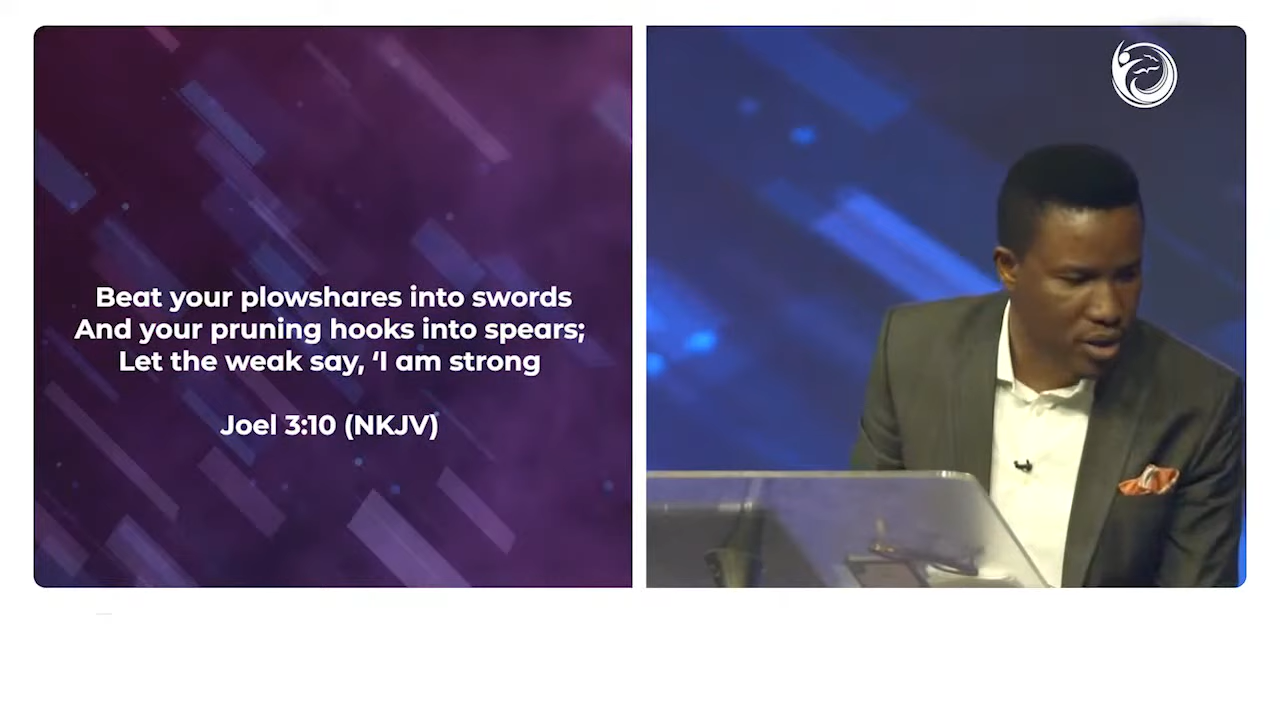 Beat your plowshares into swords
And your pruning hooks into spears;
Let the weak say, ‘I am strong
Joel 3:10 (NKJV)